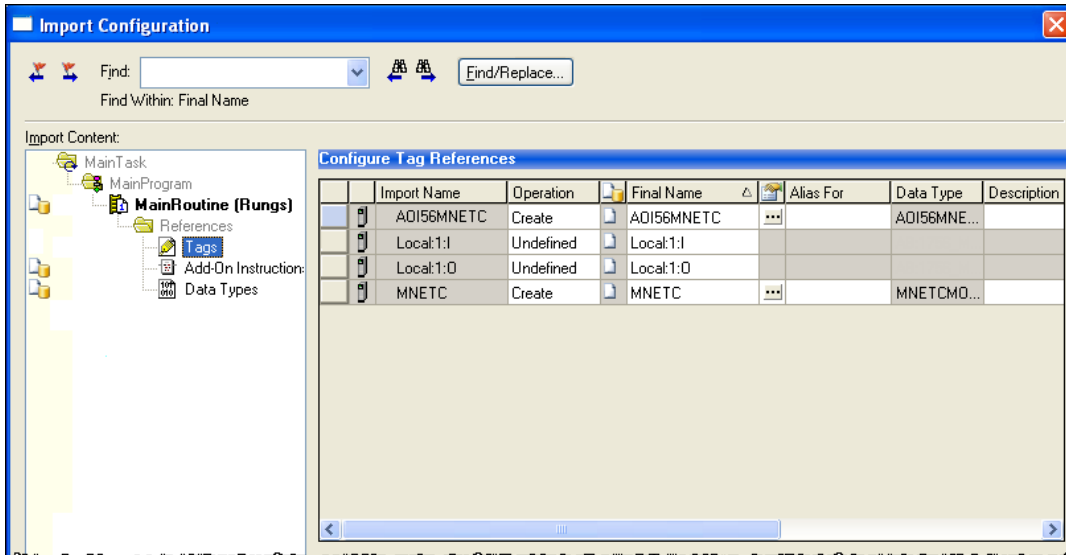 Import Configuration
Find:
Find/Replace...
Find Within: Final Name
Import Content:
MainTask
MainProgram
MainRoutine (Rungs)
References
Tags
Add-On Instruction:
Data Types
Configure Tag References
Import Name Operation Final Name Alias For Data Type Description
AOI56MNETC Create AOI56MNETC ... AOI56MNE...
Local:1:I Undefined Local:1:I
Local:1:O Undefined Local:1:O
MNETC Create MNETC ... MNETCMO...